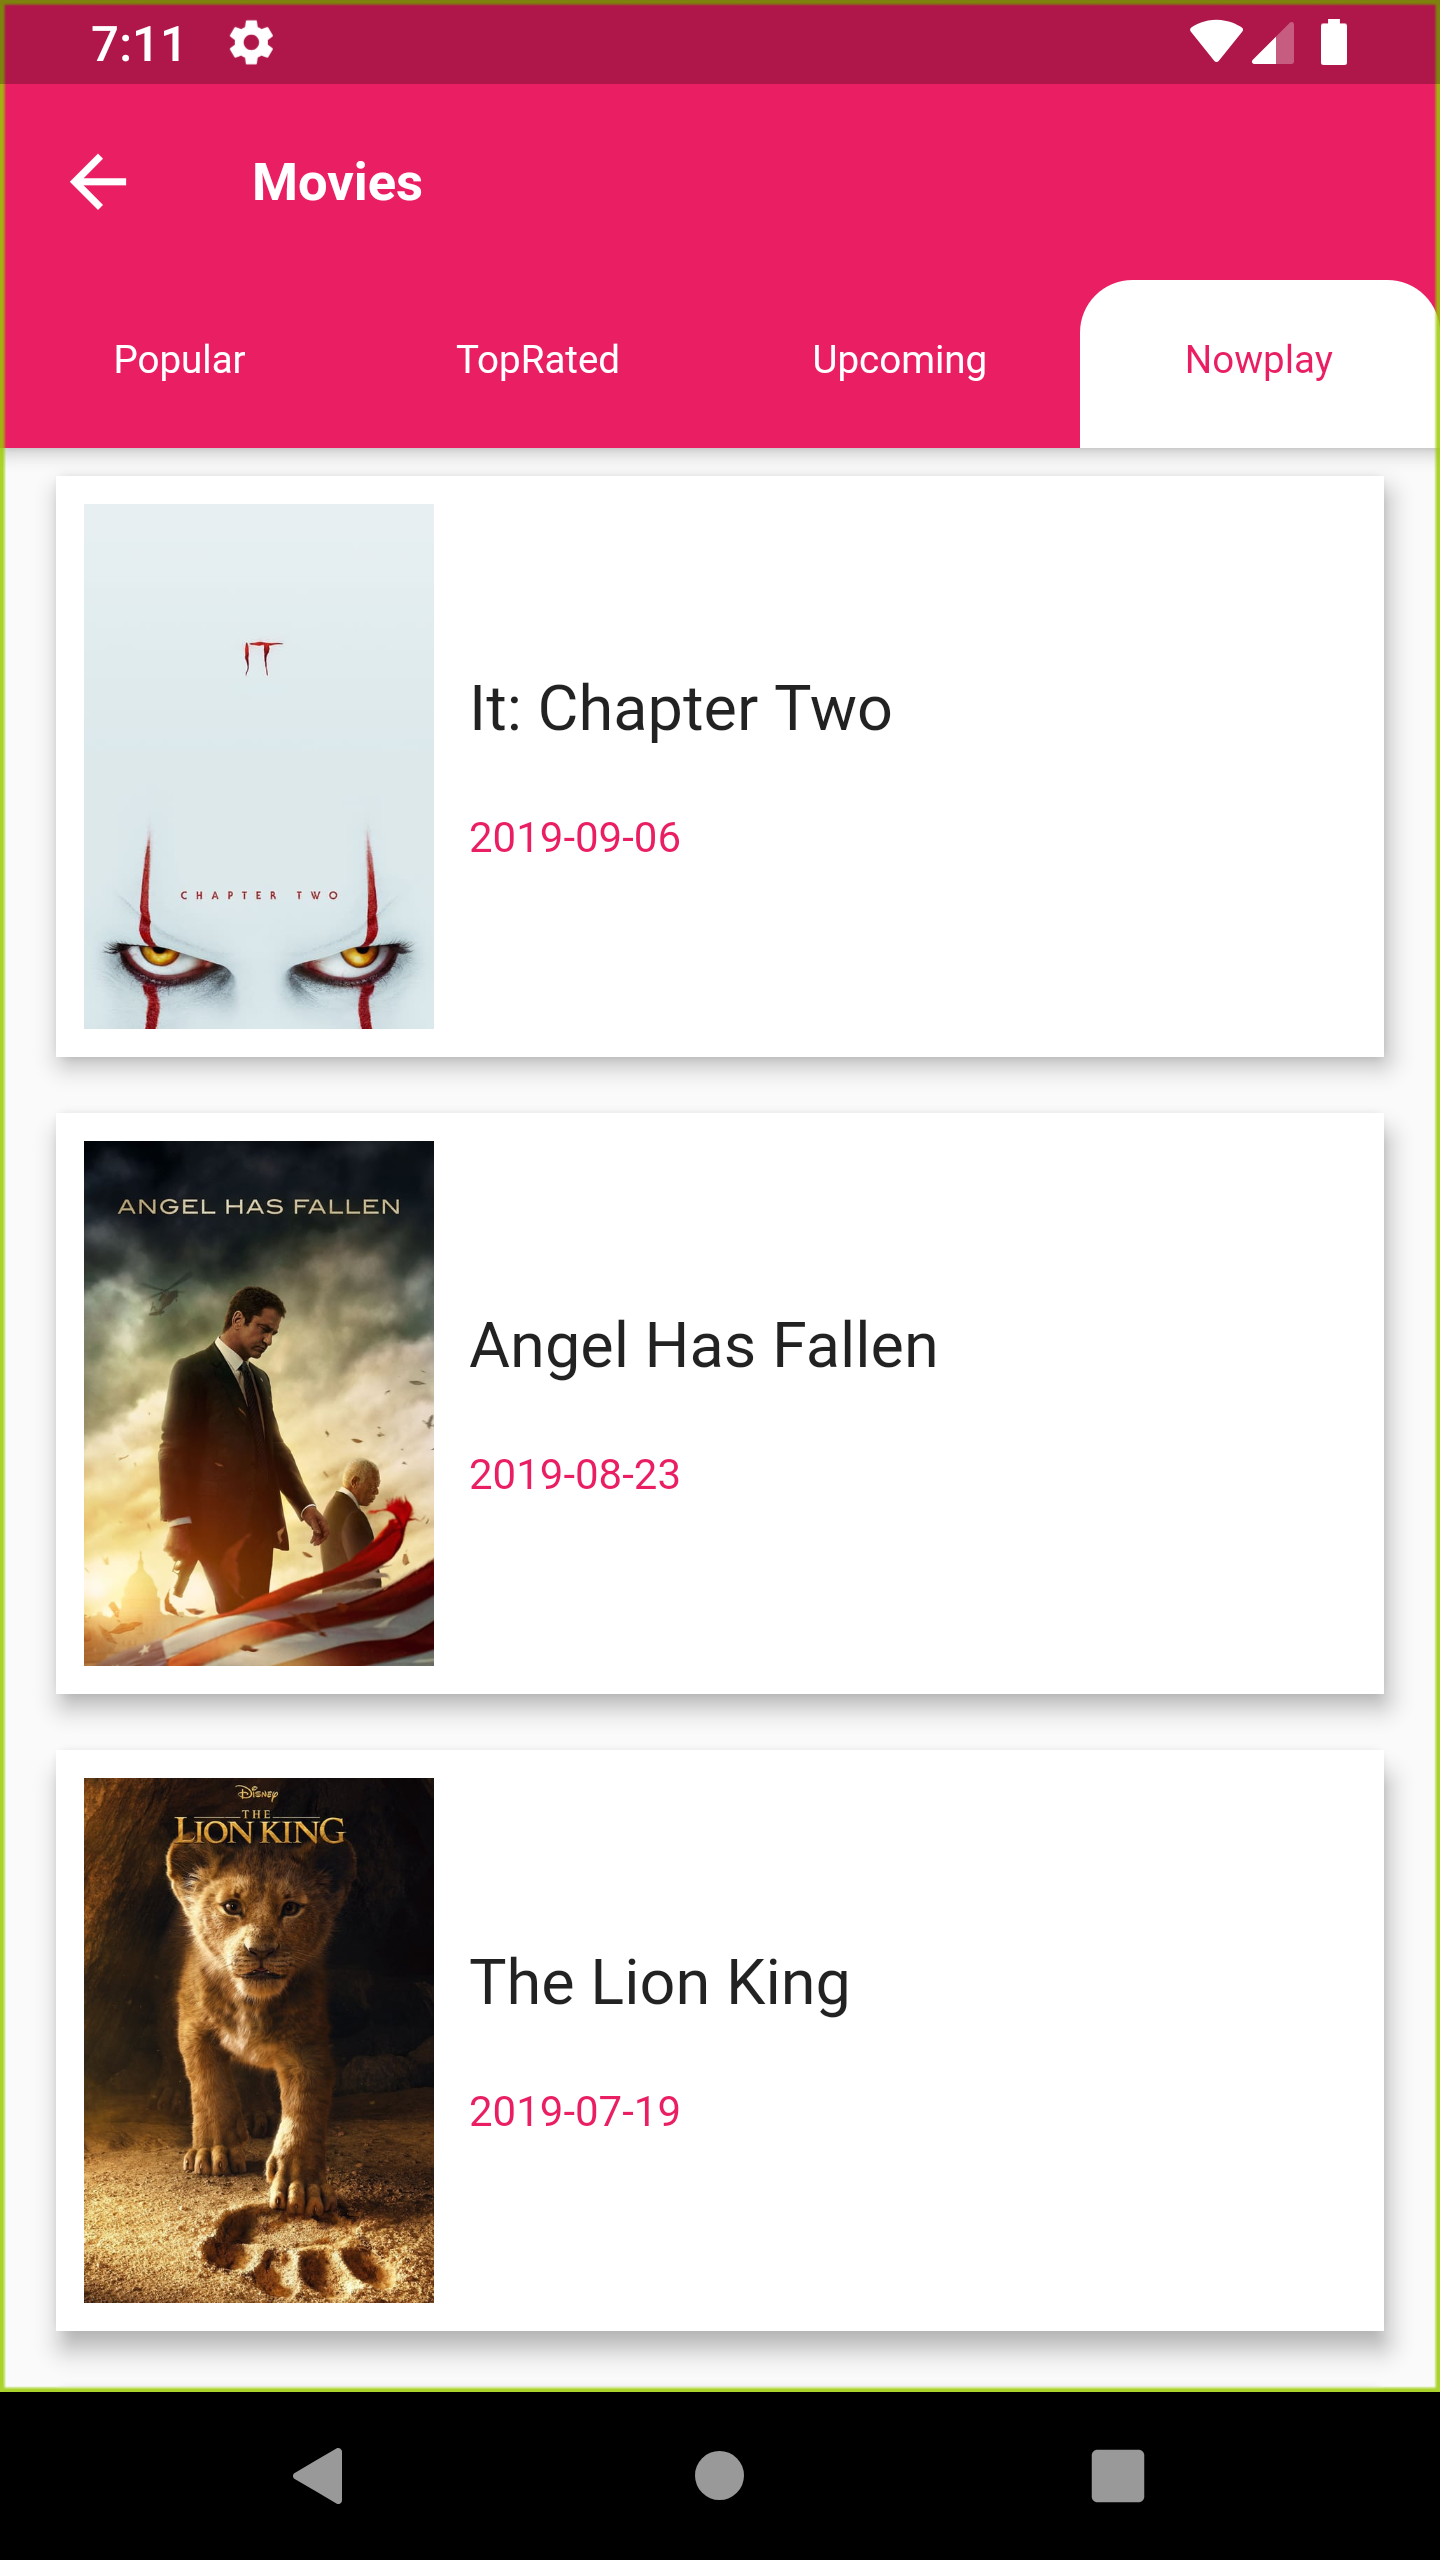 7:11
Movies
Popular TopRated Upcoming Nowplay
IT
CHAPTER TWO
It: Chapter Two
2019-09-06
ANGEL HAS FALLEN
Angel Has Fallen
2019-08-23
Disney
THE
LION KING
The Lion King
2019-07-19